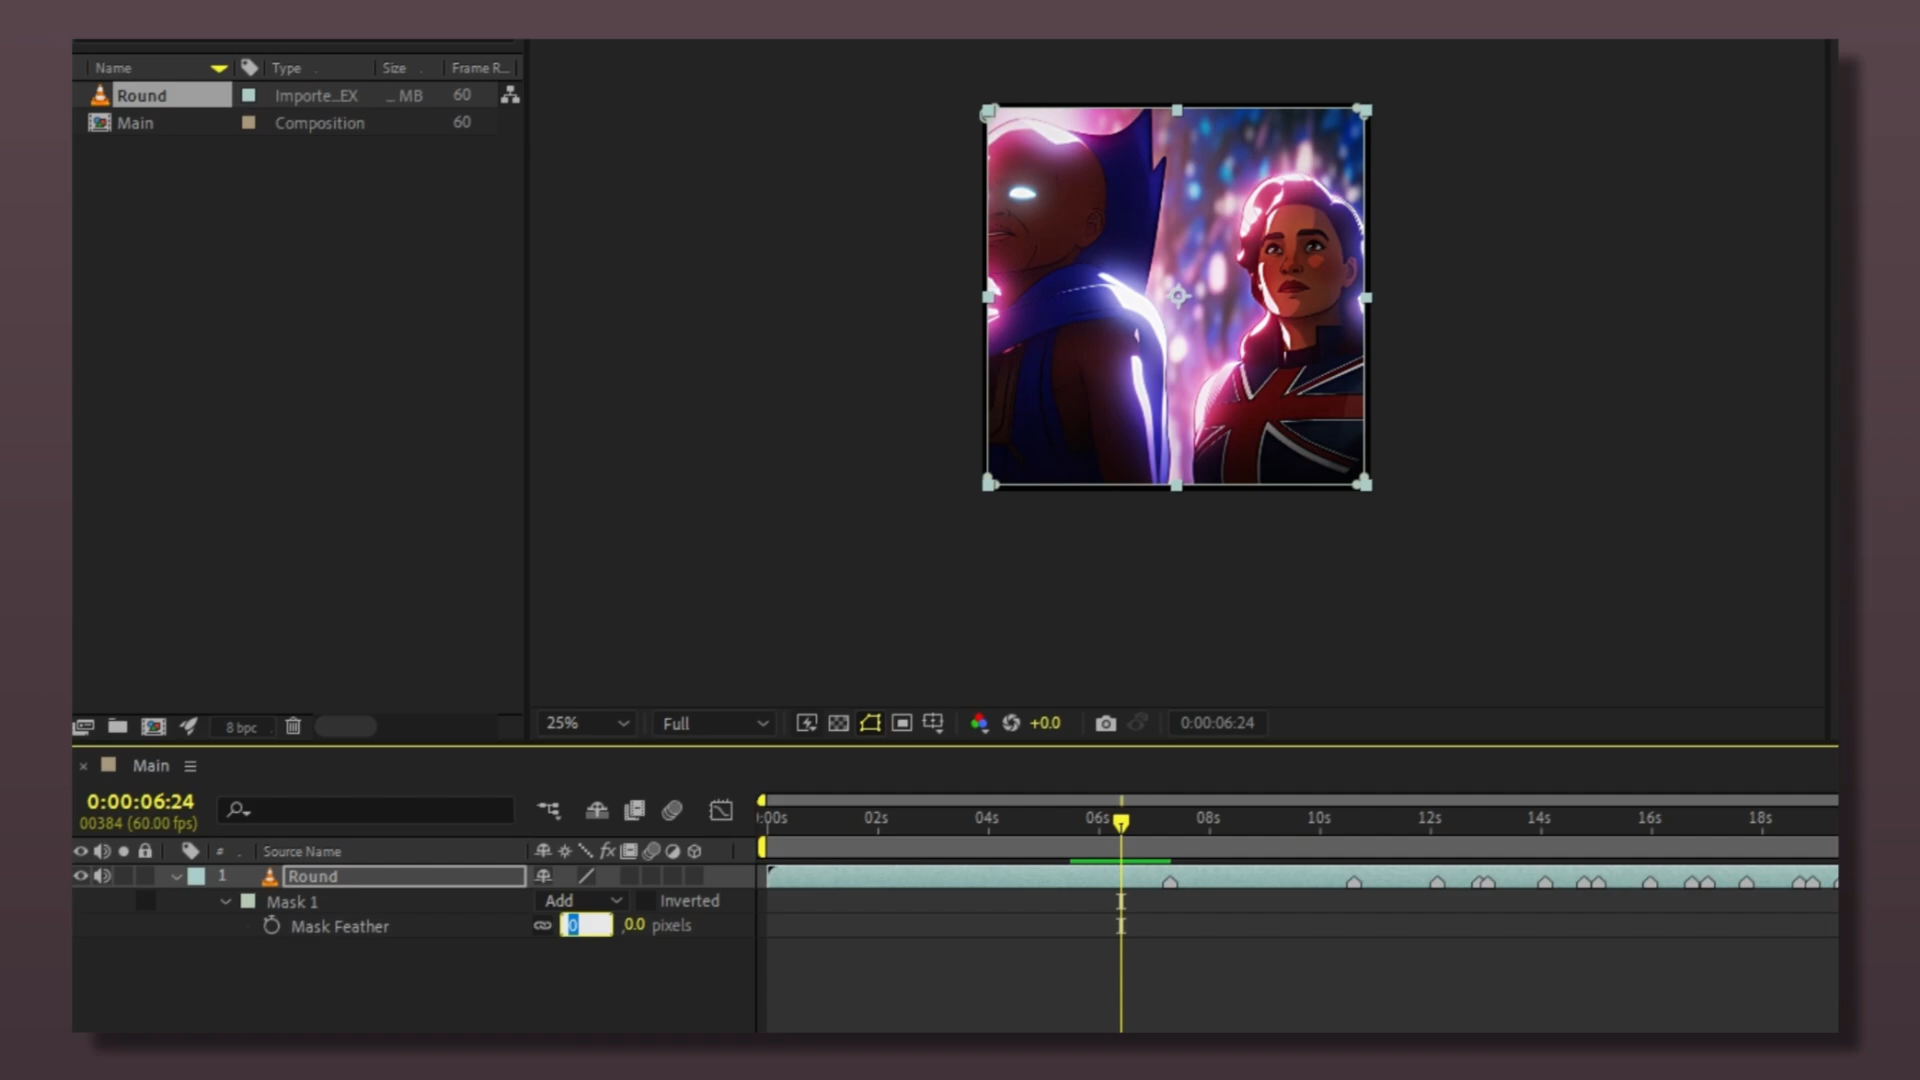 Name Type Size Frame R...
Round Importe...EX ... MB 60
Main Composition 60
8 bpc
25% Full +0.0 0:00:06:24
× Main
0:00:06:24
00384 (60.00 fps)
:00s 02s 04s 06s 08s 10s 12s 14s 16s 18s
# Source Name fx
1 Round
Mask 1 Add Inverted
Mask Feather 0 ,0.0 pixels